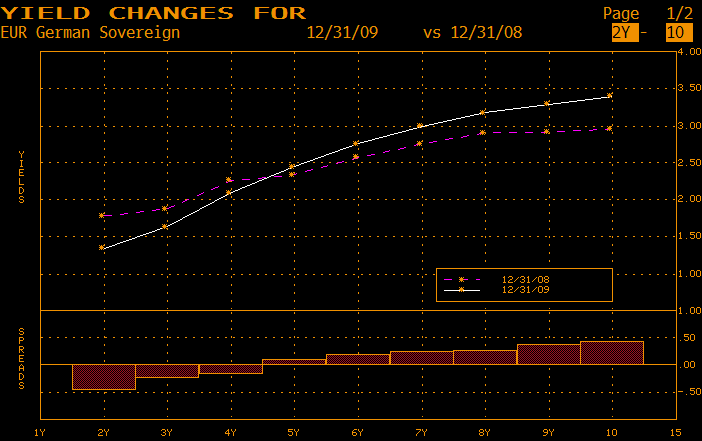 YIELD CHANGES FOR
Page 1/2
EUR German Sovereign 12/31/09 vs 12/31/08 2Y - 10
4.00
3.50
3.00
2.50
2.00
1.50
1.00
YIELDS
12/31/08
12/31/09
1.00
.50
.00
-.50
SPREADS
1Y 2Y 3Y 4Y 5Y 6Y 7Y 8Y 9Y 10 15